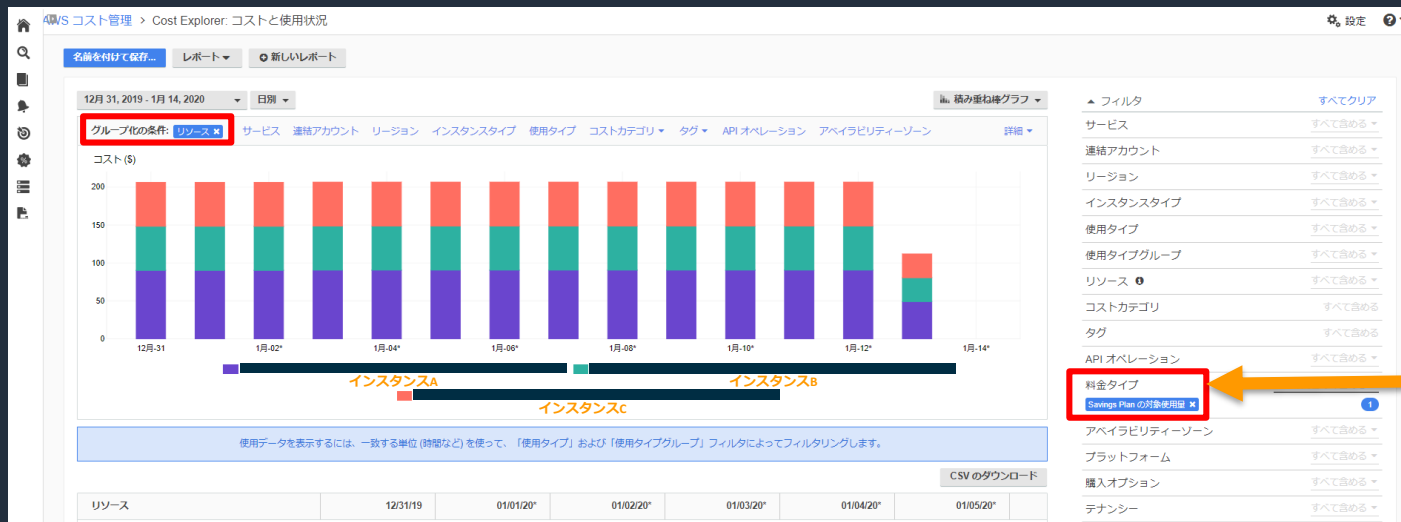 AWS コスト管理 > Cost Explorer: コストと使用状況
設定
名前を付けて保存...
レポート
新しいレポート
12月 31, 2019 - 1月 14, 2020
日別
積み重ね棒グラフ
グループ化の条件: リソース
サービス 連結アカウント リージョン インスタンスタイプ 使用タイプ コストカテゴリ タグ API オペレーション アベイラビリティーゾーン
詳細
コスト ($)
200
150
100
50
0
12月-31 1月-02* 1月-04* 1月-06* 1月-08* 1月-10* 1月-12* 1月-14*
インスタンスA インスタンスB
インスタンスC
使用データを表示するには、一致する単位 (時間など) を使って、「使用タイプ」および「使用タイプグループ」フィルタによってフィルタリングします。
CSV のダウンロード
リソース 12/31/19 01/01/20* 01/02/20* 01/03/20* 01/04/20* 01/05/20*
フィルタ すべてクリア
サービス すべて含める
連結アカウント すべて含める
リージョン すべて含める
インスタンスタイプ すべて含める
使用タイプ すべて含める
使用タイプグループ すべて含める
リソース すべて含める
コストカテゴリ すべて含める
タグ すべて含める
API オペレーション すべて含める
料金タイプ
Savings Plan の対象使用量 1
アベイラビリティーゾーン すべて含める
プラットフォーム すべて含める
購入オプション すべて含める
テナンシー すべて含める